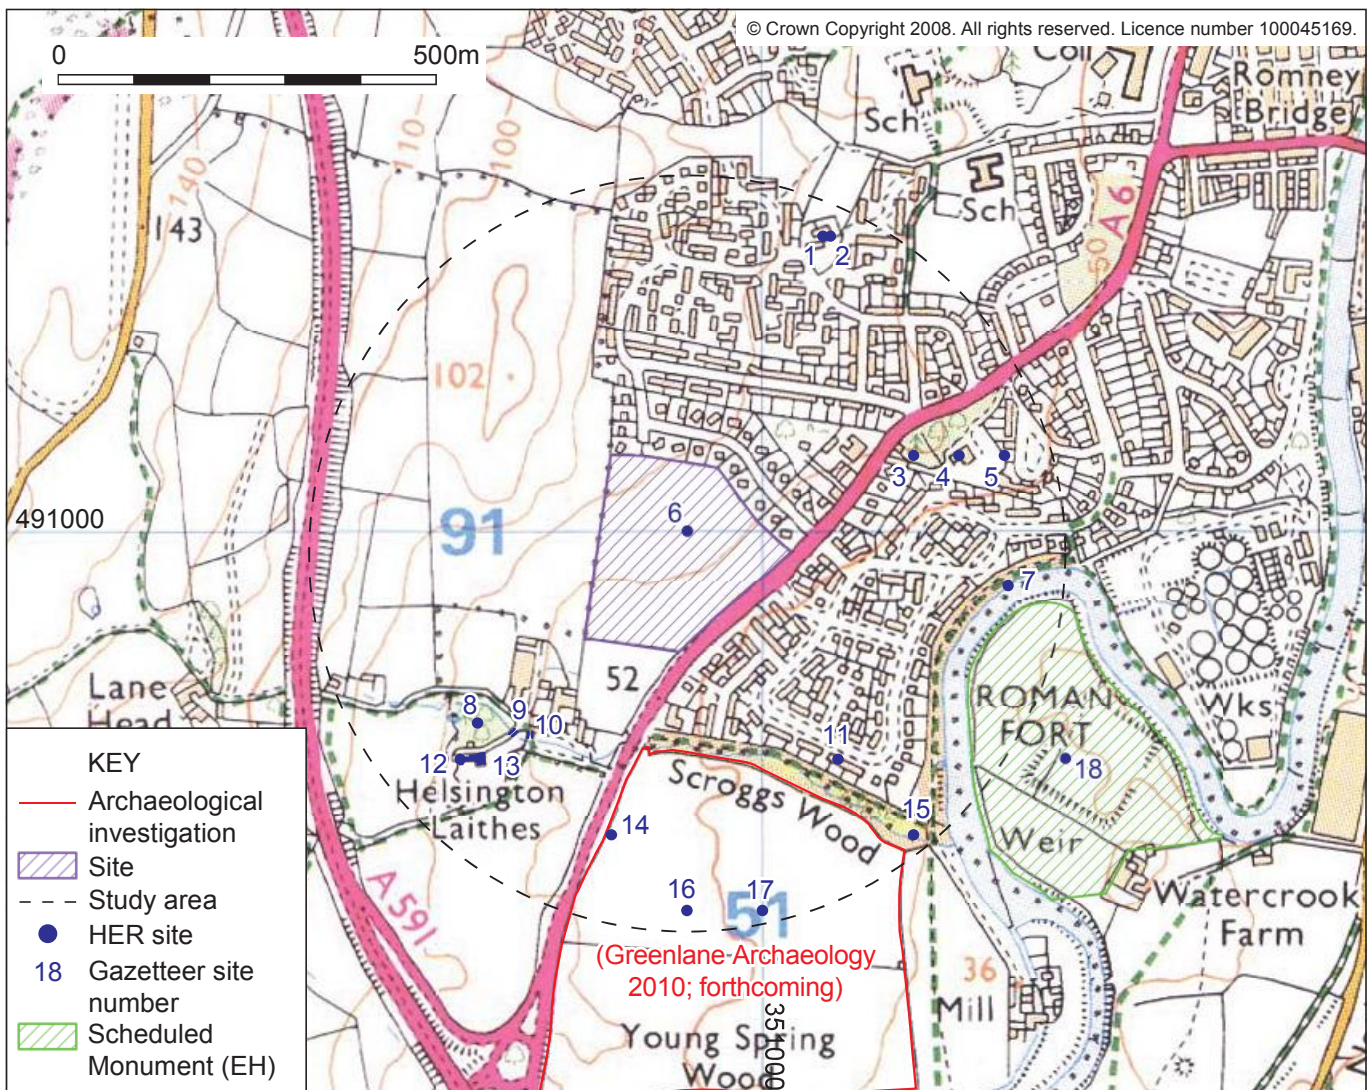 © Crown Copyright 2008. All rights reserved. Licence number 100045169.
0 500m
Coll
Romney
Bridge
Sch
Sch
A 6
50
110
100
140
143
1 2
102
3 4 5
491000
91
6
7
52
Lane
Head
8
9
10
12 13
Helsington
Laithes
11
Scroggs Wood
ROMAN
FORT
18
Wks
14
15
Weir
A 591
16 17
51
Watercrook
Farm
(Greenlane Archaeology
2010; forthcoming)
36
Mill
351000
Young Spring
Wood
KEY
Archaeological
investigation
Site
Study area
HER site
18 Gazetteer site
number
Scheduled
Monument (EH)